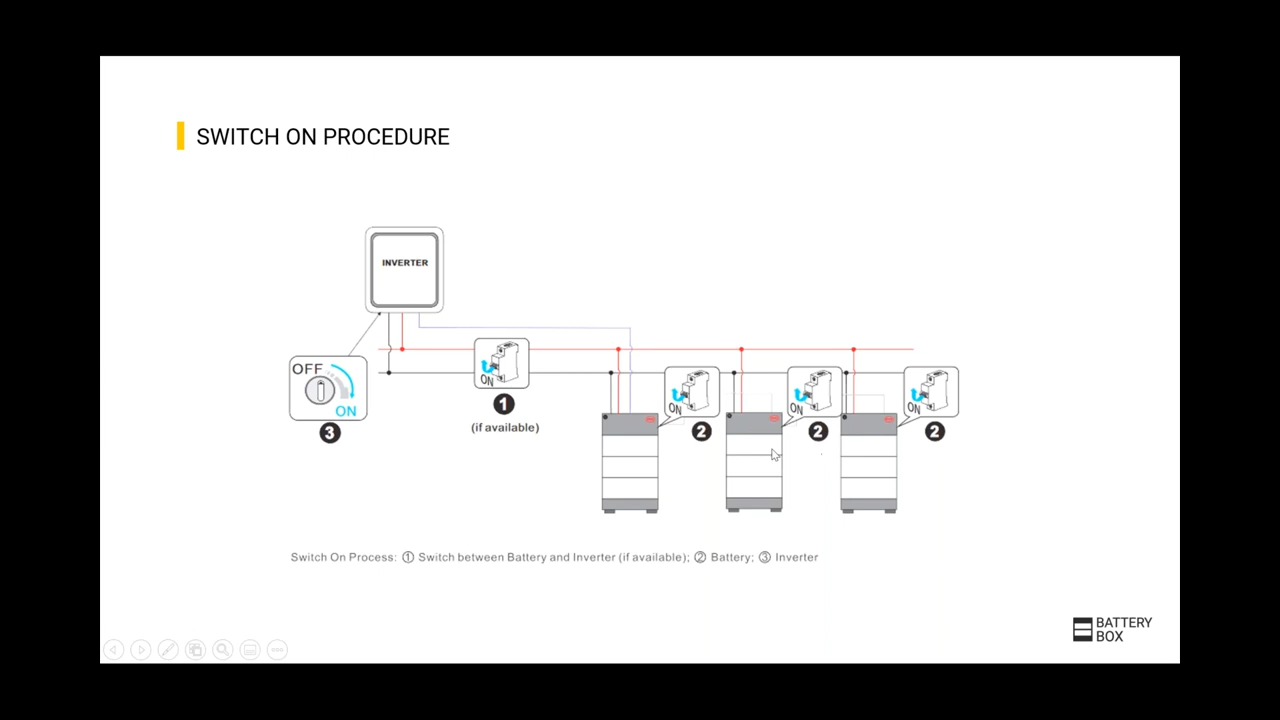 SWITCH ON PROCEDURE
INVERTER
OFF
ON
3
ON
1
(if available)
ON
2
ON
2
ON
2
Switch On Process: ① Switch between Battery and Inverter (if available); ② Battery; ③ Inverter
BATTERY
BOX